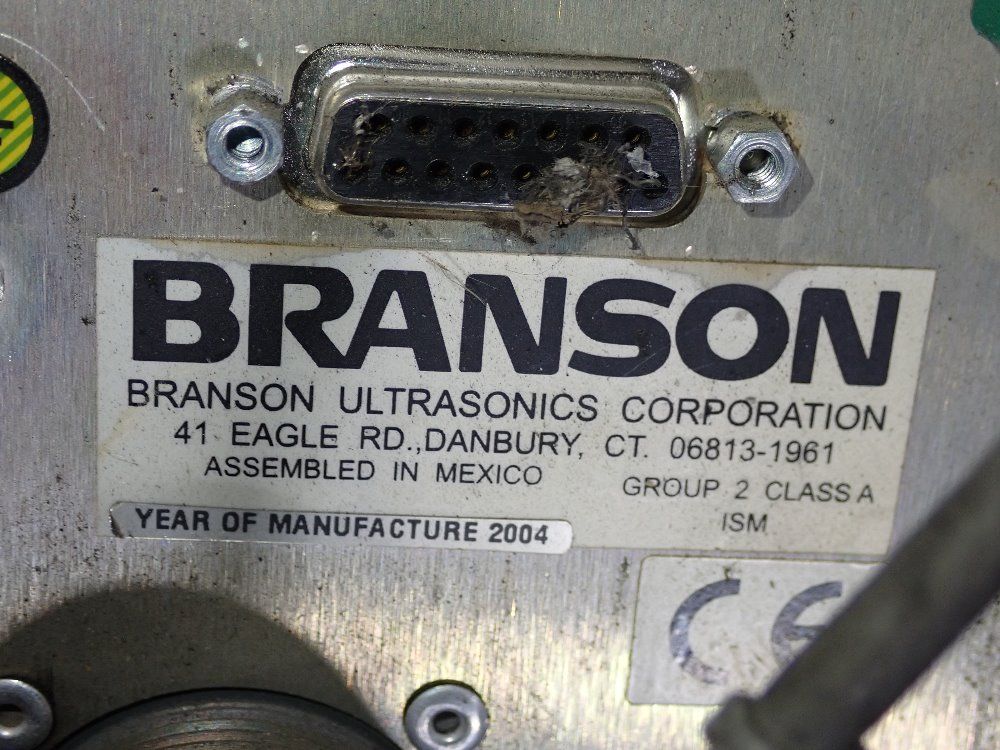 BRANSON
BRANSON ULTRASONICS CORPORATION
41 EAGLE RD.,DANBURY, CT. 06813-1961
ASSEMBLED IN MEXICO
GROUP 2 CLASS A
ISM
YEAR OF MANUFACTURE 2004
CE